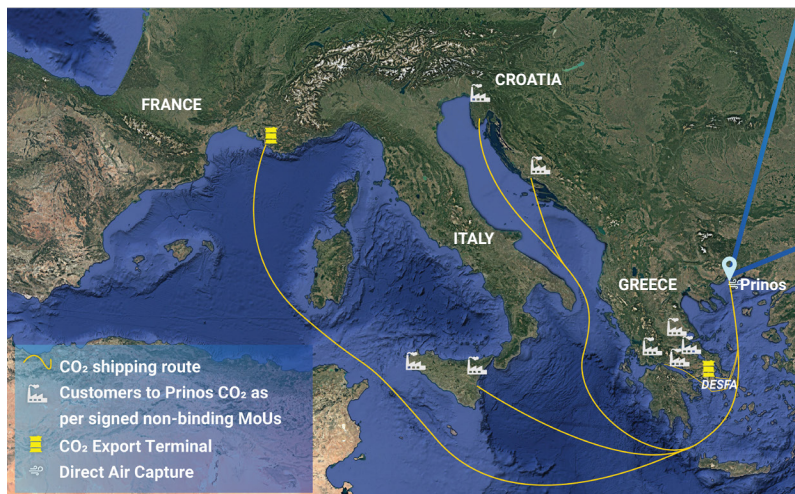 CROATIA
FRANCE
ITALY
GREECE
Prinos
DESFA
CO₂ shipping route
Customers to Prinos CO₂ as
per signed non-binding MoUs
CO₂ Export Terminal
Direct Air Capture